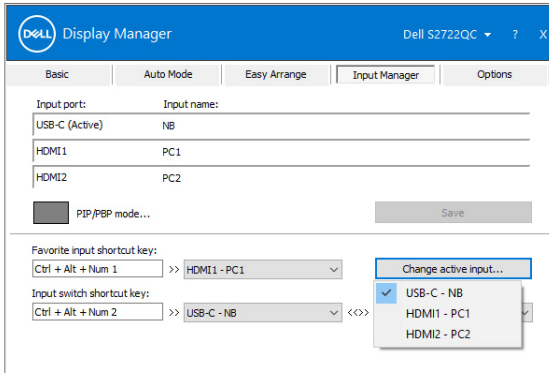 DELL Display Manager Dell S2722QC ? X
Basic Auto Mode Easy Arrange Input Manager Options
Input port: Input name:
USB-C (Active) NB
HDMI1 PC1
HDMI2 PC2
PIP/PBP mode... Save
Favorite input shortcut key:
Ctrl + Alt + Num 1 >> HDMI1 - PC1 Change active input...
Input switch shortcut key:
Ctrl + Alt + Num 2 >> USB-C - NB <<>>
USB-C - NB
HDMI1 - PC1
HDMI2 - PC2